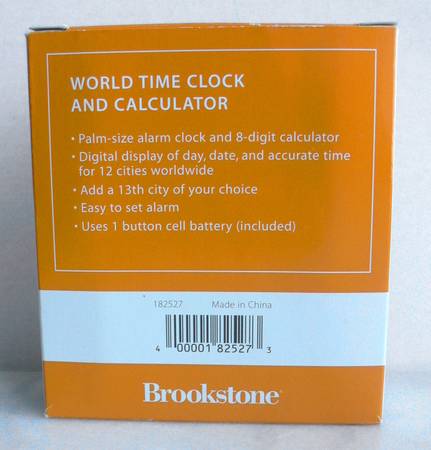 WORLD TIME CLOCK
AND CALCULATOR
• Palm-size alarm clock and 8-digit calculator
• Digital display of day, date, and accurate time
for 12 cities worldwide
• Add a 13th city of your choice
• Easy to set alarm
• Uses 1 button cell battery (included)
182527 Made in China
4 00001 82527 3
Brookstone®